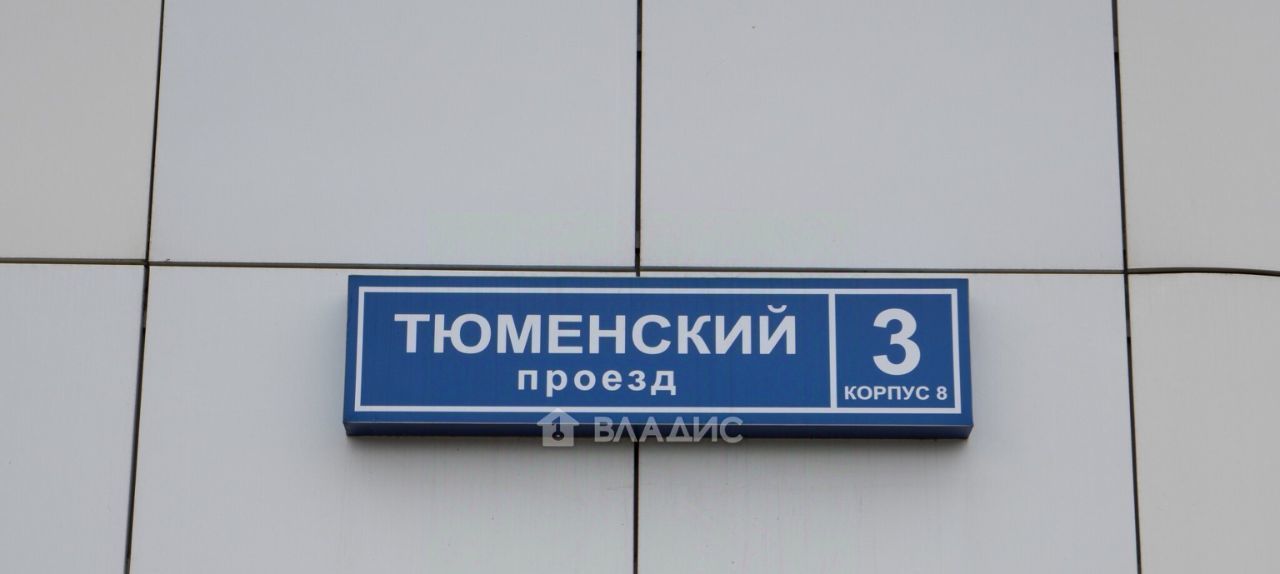 ТЮМЕНСКИЙ
проезд
3
КОРПУС 8
ВЛАДИС